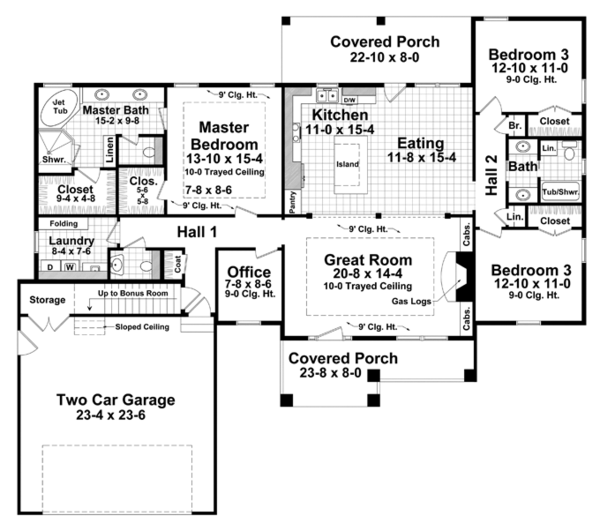 Covered Porch
22-10 x 8-0
Bedroom 3
12-10 x 11-0
9-0 Clg. Ht.
Jet
Tub
Master Bath
15-2 x 9-8
9' Clg. Ht.
D/W
Kitchen
11-0 x 15-4
Closet
Br.
Master
Bedroom
13-10 x 15-4
10-0 Trayed Ceiling
7-8 x 8-6
Eating
11-8 x 15-4
Linen
Lin.
Shwr.
Island
Bath
Hall 2
Closet
9-4 x 4-8
Clos.
5-6
x
5-8
Pantry
Tub/Shwr.
9' Clg. Ht.
Lin.
Closet
Folding
Laundry
8-4 x 7-6
D
W
Hall 1
9' Clg. Ht.
Cabs.
Coat
Office
7-8 x 8-6
9-0 Clg. Ht.
Great Room
20-8 x 14-4
10-0 Trayed Ceiling
Gas Logs
Bedroom 3
12-10 x 11-0
9-0 Clg. Ht.
Storage
Up to Bonus Room
Sloped Ceiling
9' Clg. Ht.
Cabs.
Covered Porch
23-8 x 8-0
Two Car Garage
23-4 x 23-6